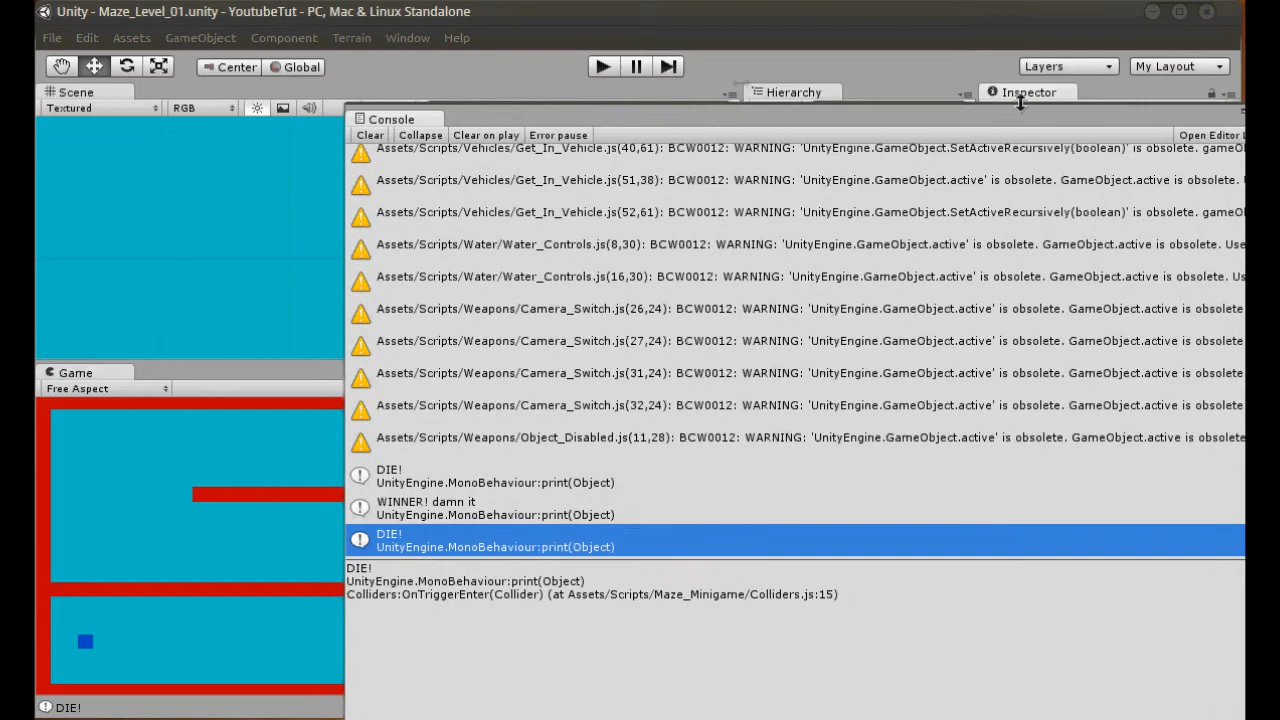 Unity - Maze_Level_01.unity - YoutubeTut - PC, Mac & Linux Standalone
File Edit Assets GameObject Component Terrain Window Help
Center Global Layers My Layout
Scene Hierarchy Inspector
Textured RGB
Console
Clear Collapse Clear on play Error pause Open Editor L
Assets/Scripts/Vehicles/Get_In_Vehicle.js(40,61): BCW0012: WARNING: 'UnityEngine.GameObject.SetActiveRecursively(boolean)' is obsolete. gameO
Assets/Scripts/Vehicles/Get_In_Vehicle.js(51,38): BCW0012: WARNING: 'UnityEngine.GameObject.active' is obsolete. GameObject.active is obsolete.
Assets/Scripts/Vehicles/Get_In_Vehicle.js(52,61): BCW0012: WARNING: 'UnityEngine.GameObject.SetActiveRecursively(boolean)' is obsolete. gameO
Assets/Scripts/Water/Water_Controls.js(8,30): BCW0012: WARNING: 'UnityEngine.GameObject.active' is obsolete. GameObject.active is obsolete. Use
Assets/Scripts/Water/Water_Controls.js(16,30): BCW0012: WARNING: 'UnityEngine.GameObject.active' is obsolete. GameObject.active is obsolete. Us
Assets/Scripts/Weapons/Camera_Switch.js(26,24): BCW0012: WARNING: 'UnityEngine.GameObject.active' is obsolete. GameObject.active is obsolete
Assets/Scripts/Weapons/Camera_Switch.js(27,24): BCW0012: WARNING: 'UnityEngine.GameObject.active' is obsolete. GameObject.active is obsolete
Assets/Scripts/Weapons/Camera_Switch.js(31,24): BCW0012: WARNING: 'UnityEngine.GameObject.active' is obsolete. GameObject.active is obsolete
Assets/Scripts/Weapons/Camera_Switch.js(32,24): BCW0012: WARNING: 'UnityEngine.GameObject.active' is obsolete. GameObject.active is obsolete
Assets/Scripts/Weapons/Object_Disabled.js(11,28): BCW0012: WARNING: 'UnityEngine.GameObject.active' is obsolete. GameObject.active is obsolet
DIE!
UnityEngine.MonoBehaviour:print(Object)
WINNER! damn it
UnityEngine.MonoBehaviour:print(Object)
DIE!
UnityEngine.MonoBehaviour:print(Object)
DIE!
UnityEngine.MonoBehaviour:print(Object)
Colliders:OnTriggerEnter(Collider) (at Assets/Scripts/Maze_Minigame/Colliders.js:15)
Game
Free Aspect
DIE!